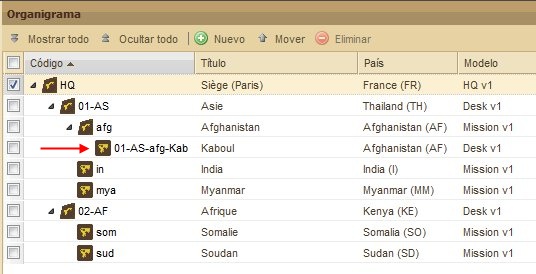 Organigrama
Mostrar todo Ocultar todo Nuevo Mover Eliminar
Código Título País Modelo
HQ Siège (Paris) France (FR) HQ v1
01-AS Asie Thailand (TH) Desk v1
afg Afghanistan Afghanistan (AF) Mission v1
01-AS-afg-Kab Kaboul Afghanistan (AF) Desk v1
in India India (I) Mission v1
mya Myanmar Myanmar (MM) Mission v1
02-AF Afrique Kenya (KE) Desk v1
som Somalie Somalia (SO) Mission v1
sud Soudan Sudan (SD) Mission v1